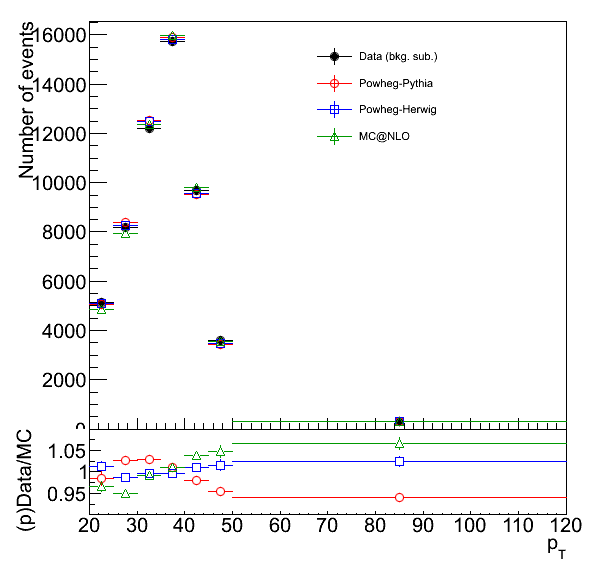 Number of events
16000
14000
12000
10000
8000
6000
4000
2000
0
Data (bkg. sub.)
Powheg-Pythia
Powheg-Herwig
MC@NLO
(p)Data/MC
1.05
1
0.95
20 30 40 50 60 70 80 90 100 110 120
pT